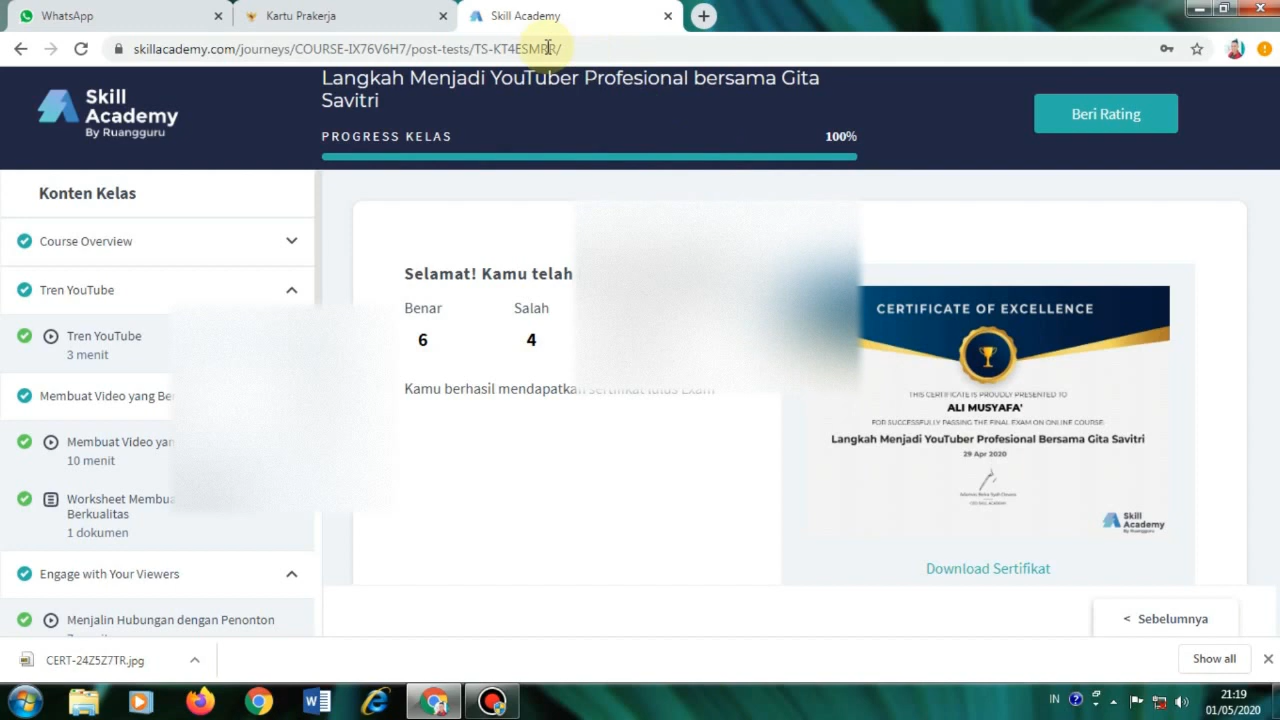 WhatsApp
Kartu Prakerja
Skill Academy
skillacademy.com/journeys/COURSE-IX76V6H7/post-tests/TS-KT4ESMPR/
Skill
Academy
By Ruangguru
Langkah Menjadi YouTuber Profesional bersama Gita
Savitri
PROGRESS KELAS 100%
Beri Rating
Konten Kelas
Course Overview
Tren YouTube
Tren YouTube
3 menit
Membuat Video yang Be
Membuat Video yan
10 menit
Worksheet Membua
Berkualitas
1 dokumen
Engage with Your Viewers
Menjalin Hubungan dengan Penonton
Selamat! Kamu telah
Benar Salah
6 4
Kamu berhasil mendapatkan sertifikat lulus Exam
CERTIFICATE OF EXCELLENCE
THIS CERTIFICATE IS PROUDLY PRESENTED TO
ALI MUSYAFA'
FOR SUCCESSFULLY PASSING THE FINAL EXAM ON ONLINE COURSE:
Langkah Menjadi YouTuber Profesional Bersama Gita Savitri
29 Apr 2020
Skill
Academy
By Ruangguru
Download Sertifikat
< Sebelumnya
CERT-24Z5Z7TR.jpg
Show all
IN
21:19
01/05/2020